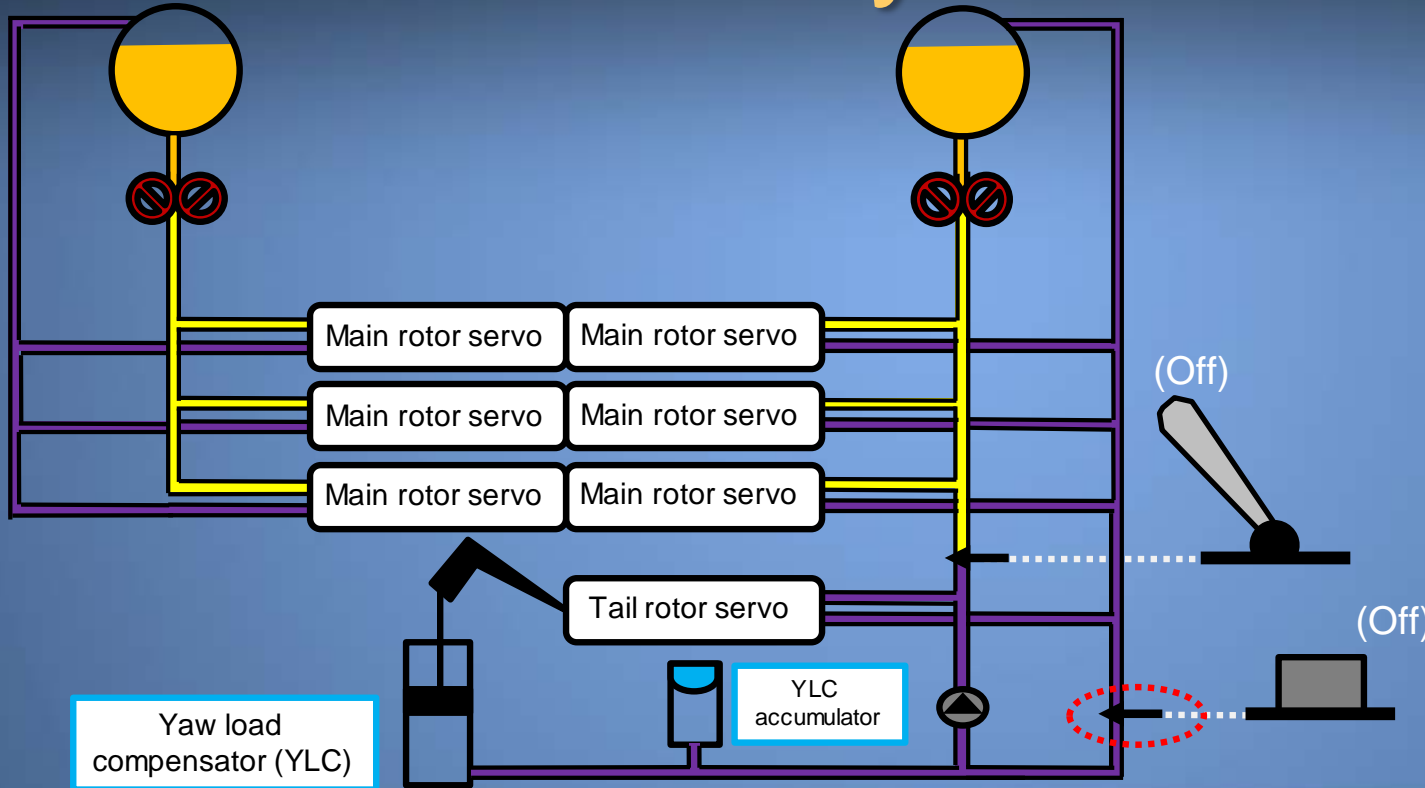 Main rotor servo
Main rotor servo
Main rotor servo
Main rotor servo
Main rotor servo
Main rotor servo
(Off)
Tail rotor servo
(Off)
YLC
accumulator
Yaw load
compensator (YLC)